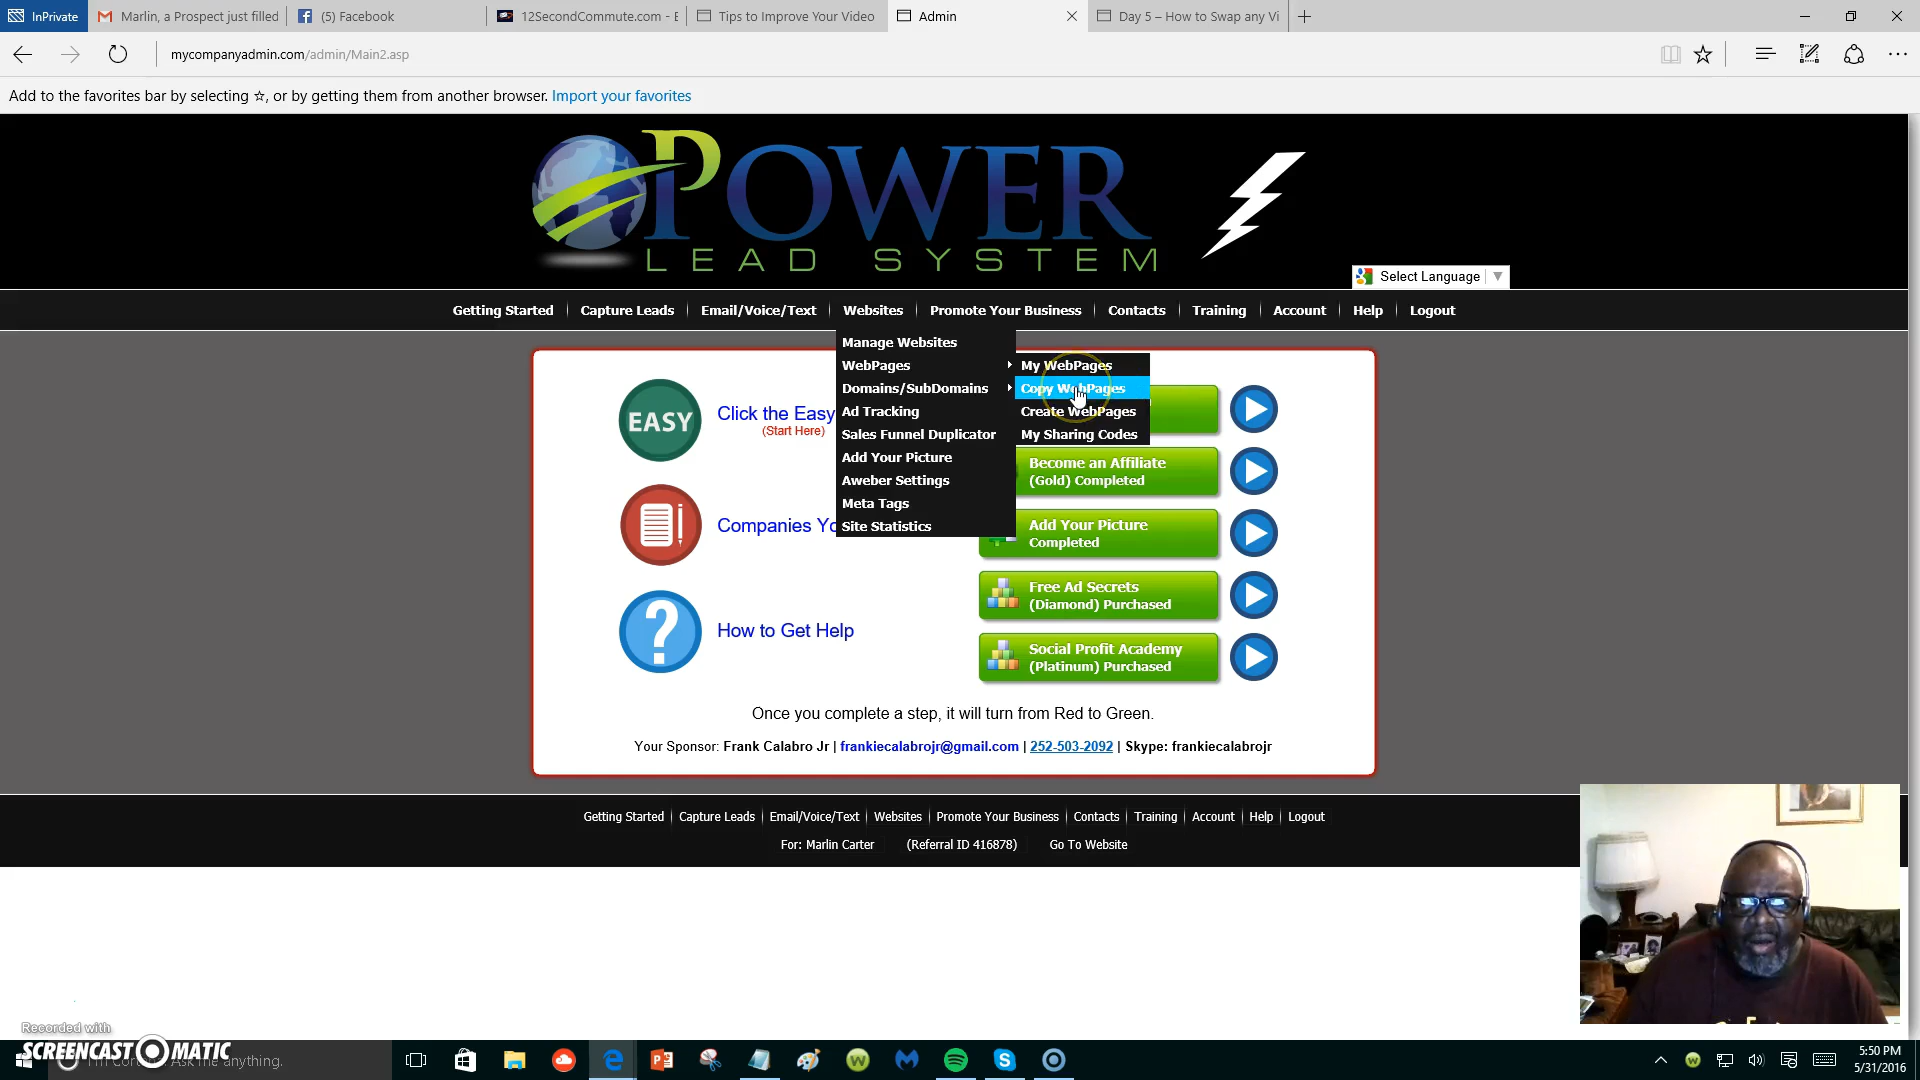 InPrivate
Marlin, a Prospect just filled
(5) Facebook
12SecondCommute.com - E
Tips to Improve Your Video
Admin
Day 5 – How to Swap any Vi
mycompanyadmin.com/admin/Main2.asp
Add to the favorites bar by selecting ☆, or by getting them from another browser. Import your favorites
POWER
LEAD SYSTEM
Select Language
Getting Started
Capture Leads
Email/Voice/Text
Websites
Promote Your Business
Contacts
Training
Account
Help
Logout
Manage Websites
WebPages
Domains/SubDomains
Ad Tracking
Sales Funnel Duplicator
Add Your Picture
Aweber Settings
Meta Tags
Site Statistics
My WebPages
Copy WebPages
Create WebPages
My Sharing Codes
EASY
Click the Easy
(Start Here)
Companies Yo
?
How to Get Help
Become an Affiliate
(Gold) Completed
Add Your Picture
Completed
Free Ad Secrets
(Diamond) Purchased
Social Profit Academy
(Platinum) Purchased
Once you complete a step, it will turn from Red to Green.
Your Sponsor: Frank Calabro Jr | frankiecalabrojr@gmail.com | 252-503-2092 | Skype: frankiecalabrojr
Getting Started
Capture Leads
Email/Voice/Text
Websites
Promote Your Business
Contacts
Training
Account
Help
Logout
For: Marlin Carter
(Referral ID 416878)
Go To Website
Recorded with
SCREENCAST O MATIC
Ask me anything.
5:50 PM
5/31/2016